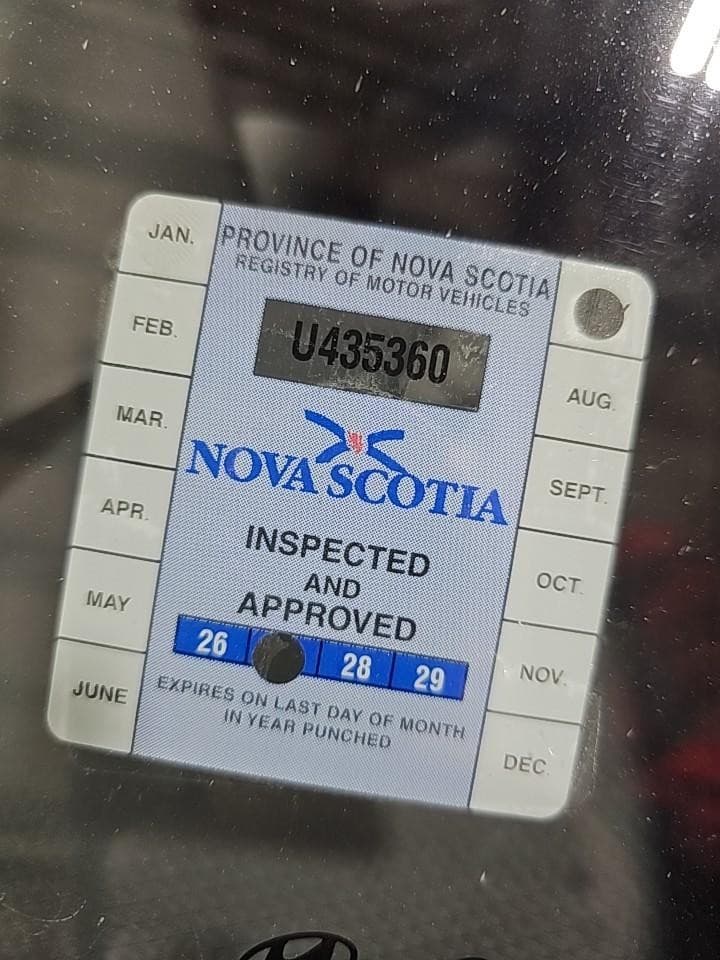 PROVINCE OF NOVA SCOTIA
REGISTRY OF MOTOR VEHICLES
U435360
NOVA SCOTIA
INSPECTED
AND
APPROVED
26 28 29
EXPIRES ON LAST DAY OF MONTH
IN YEAR PUNCHED
JAN.
FEB.
MAR.
APR.
MAY
JUNE
AUG.
SEPT.
OCT.
NOV.
DEC.